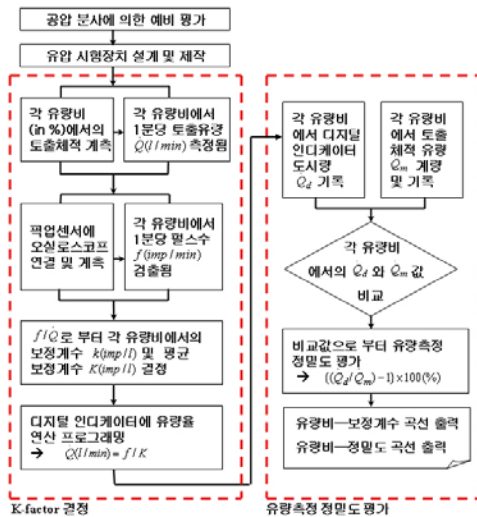 공압 분사에 의한 예비 평가
유압 시험장치 설계 및 제작
각 유량비
(in %)에서의
토출체적 계측
각 유량비에서
1분당 토출유량
Q(l/min) 측정됨
픽업센서에
오실로스코프
연결 및 계측
각 유량비에서
1분당 펄스수
f(imp/min)
검출됨
f/Q̇로 부터 각 유량비에서의
보정계수 k(imp/l) 및 평균
보정계수 K(imp/l) 결정
디지털 인디케이터에 유량율
연산 프로그래밍
→ Q(l/min) = f/K
K-factor 결정
각 유량비
에서 디지털
인디케이터
도시량
Q̇d 기록
각 유량비
에서 토출
체적 유량
Q̇m 계량
및 기록
각 유량비
에서의 Q̇d 와 Q̇m 값
비교
비교값으로 부터 유량측정
정밀도 평가
→ ((Q̇d/Q̇m)−1)×100(%)
유량비—보정계수 곡선 출력
유량비—정밀도 곡선 출력
유량측정 정밀도 평가